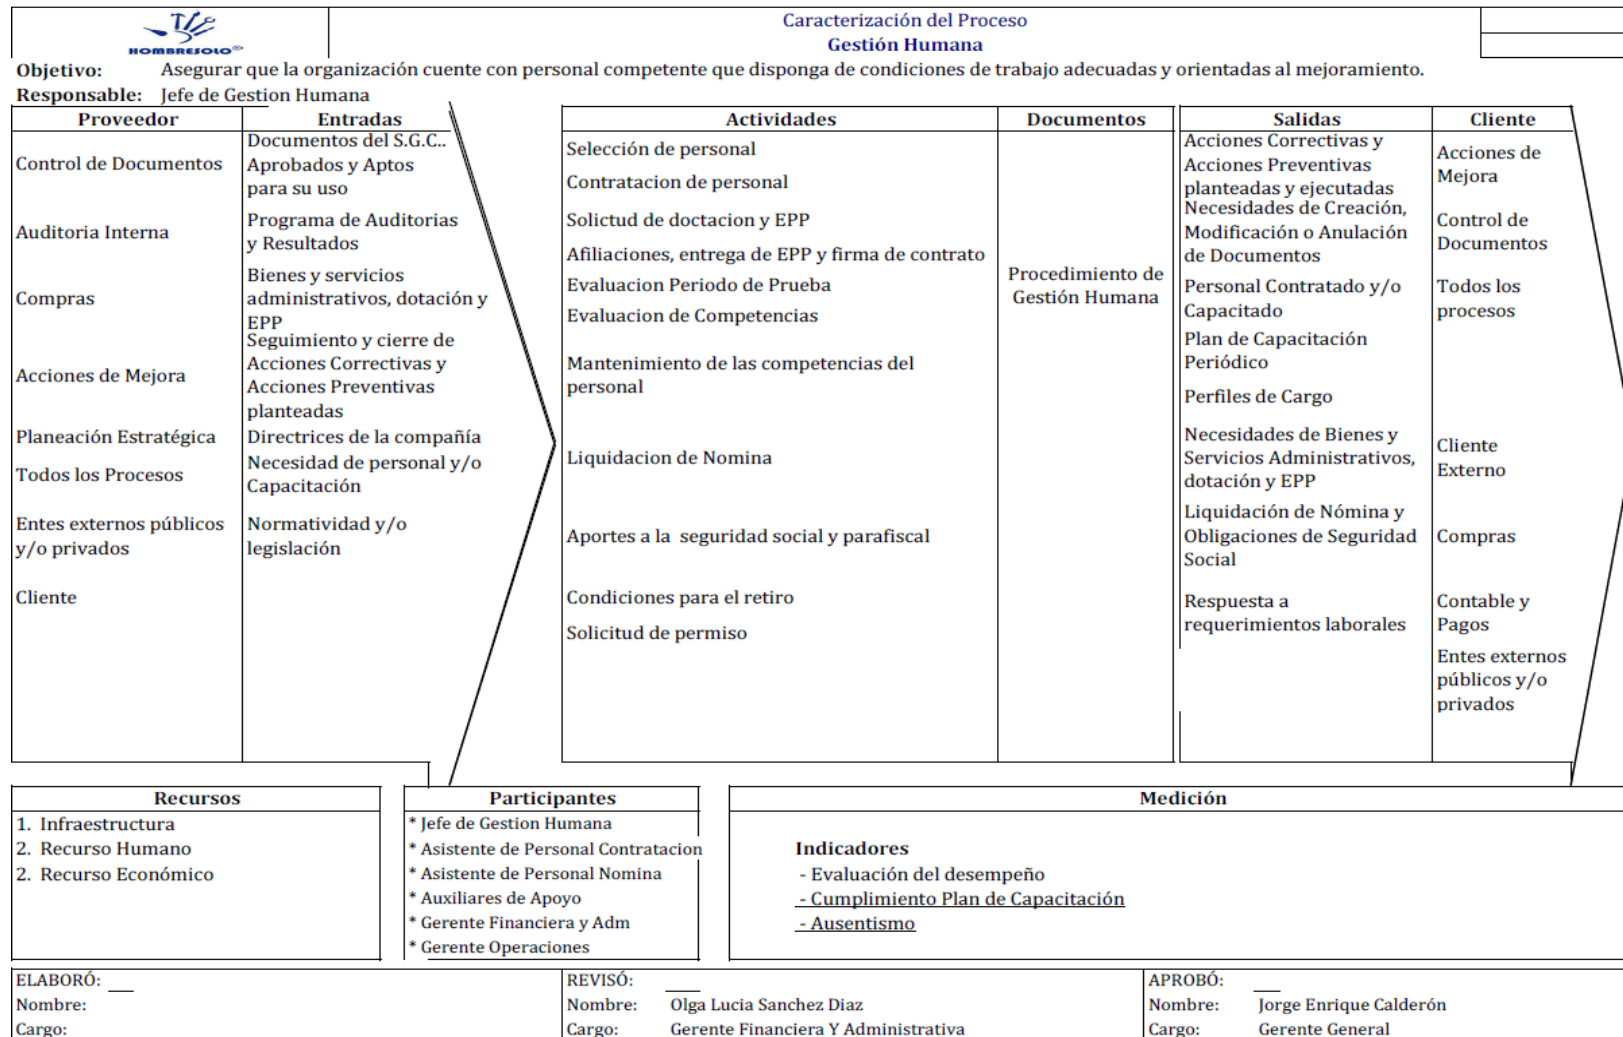 HOMBRESOLO®
Caracterización del Proceso
Gestión Humana
Objetivo: Asegurar que la organización cuente con personal competente que disponga de condiciones de trabajo adecuadas y orientadas al mejoramiento.
Responsable: Jefe de Gestion Humana
Proveedor
Control de Documentos
Auditoria Interna
Compras
Acciones de Mejora
Planeación Estratégica
Todos los Procesos
Entes externos públicos
y/o privados
Cliente
Entradas
Documentos del S.G.C..
Aprobados y Aptos
para su uso
Programa de Auditorias
y Resultados
Bienes y servicios
administrativos, dotación y
EPP
Seguimiento y cierre de
Acciones Correctivas y
Acciones Preventivas
planteadas
Directrices de la compañía
Necesidad de personal y/o
Capacitación
Normatividad y/o
legislación
Actividades
Selección de personal
Contratacion de personal
Solictud de doctacion y EPP
Afiliaciones, entrega de EPP y firma de contrato
Evaluacion Periodo de Prueba
Evaluacion de Competencias
Mantenimiento de las competencias del
personal
Liquidacion de Nomina
Aportes a la seguridad social y parafiscal
Condiciones para el retiro
Solicitud de permiso
Documentos
Procedimiento de
Gestión Humana
Salidas
Acciones Correctivas y
Acciones Preventivas
planteadas y ejecutadas
Necesidades de Creación,
Modificación o Anulación
de Documentos
Personal Contratado y/o
Capacitado
Plan de Capacitación
Periódico
Perfiles de Cargo
Necesidades de Bienes y
Servicios Administrativos,
dotación y EPP
Liquidación de Nómina y
Obligaciones de Seguridad
Social
Respuesta a
requerimientos laborales
Cliente
Acciones de
Mejora
Control de
Documentos
Todos los
procesos
Cliente
Externo
Compras
Contable y
Pagos
Entes externos
públicos y/o
privados
Recursos
1. Infraestructura
2. Recurso Humano
2. Recurso Económico
Participantes
* Jefe de Gestion Humana
* Asistente de Personal Contratacion
* Asistente de Personal Nomina
* Auxiliares de Apoyo
* Gerente Financiera y Adm
* Gerente Operaciones
Medición
Indicadores
- Evaluación del desempeño
- Cumplimiento Plan de Capacitación
- Ausentismo
ELABORÓ:
Nombre:
Cargo:
REVISÓ:
Nombre: Olga Lucia Sanchez Diaz
Cargo: Gerente Financiera Y Administrativa
APROBÓ:
Nombre: Jorge Enrique Calderón
Cargo: Gerente General